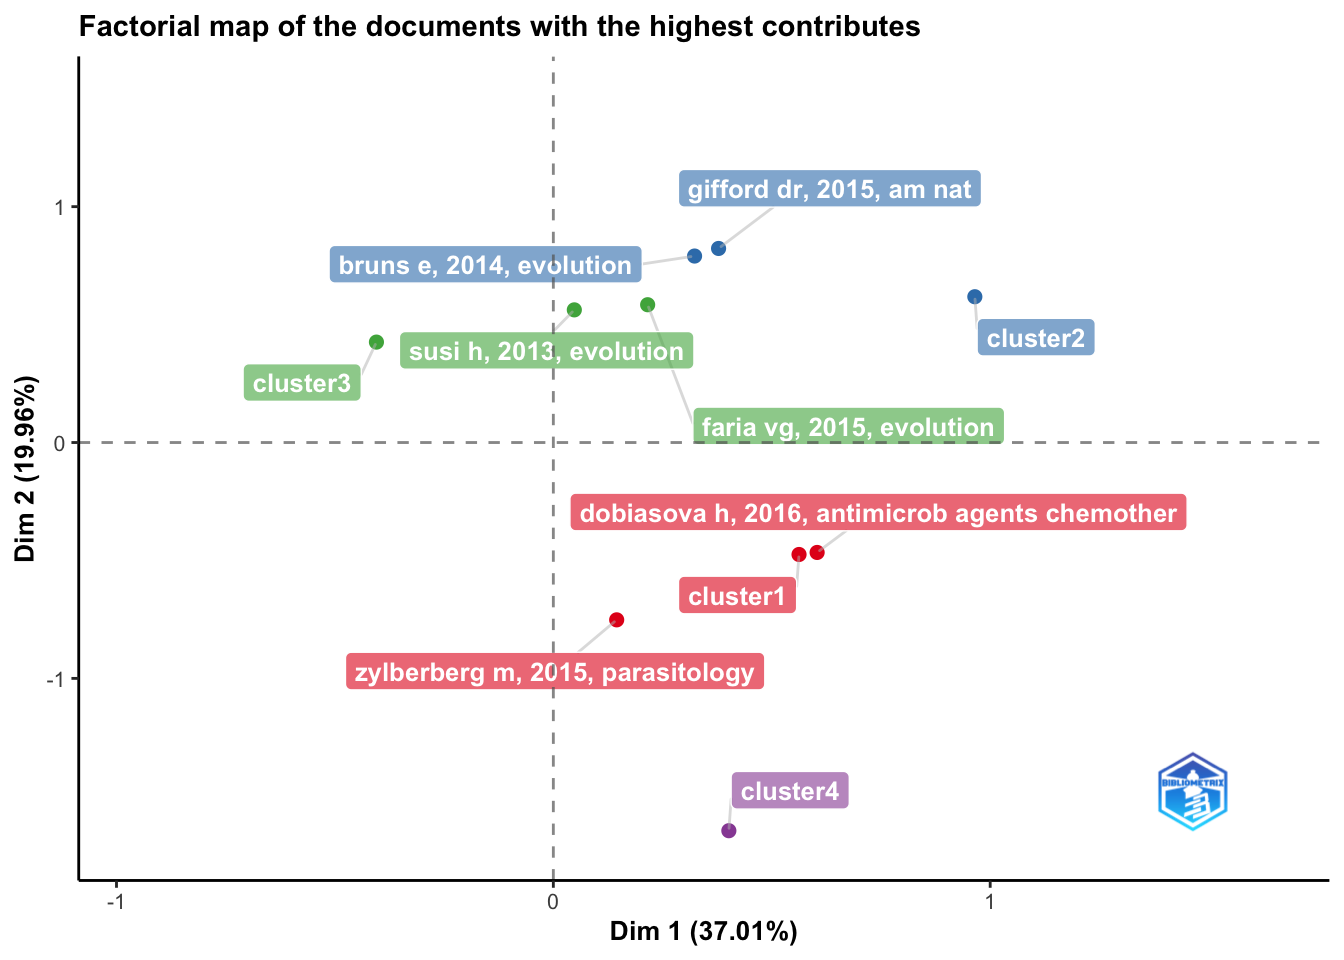 Factorial map of the documents with the highest contributes
gifford dr, 2015, am nat
1
bruns e, 2014, evolution
cluster2
susi h, 2013, evolution
cluster3
faria vg, 2015, evolution
0
Dim 2 (19.96%)
dobiasova h, 2016, antimicrob agents chemother
cluster1
zylberberg m, 2015, parasitology
-1
BIBLIOMETRIX
cluster4
-1 0 1
Dim 1 (37.01%)